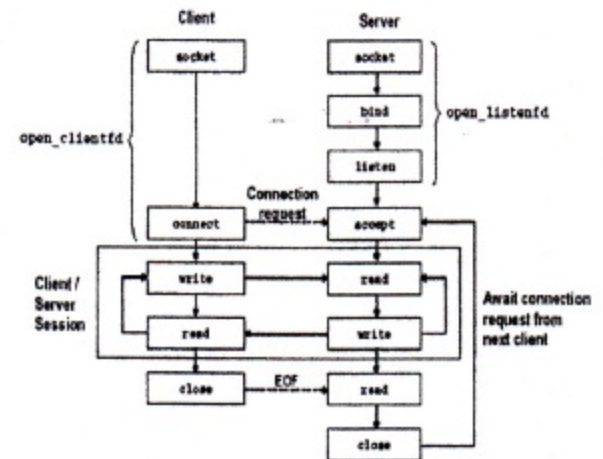 Client
Server
socket
socket
bind
open_clientfd
open_listenfd
listen
Connection
request
connect
accept
write
read
Client /
Server
Session
Await connection
request from
next client
read
write
close
EOF
read
close